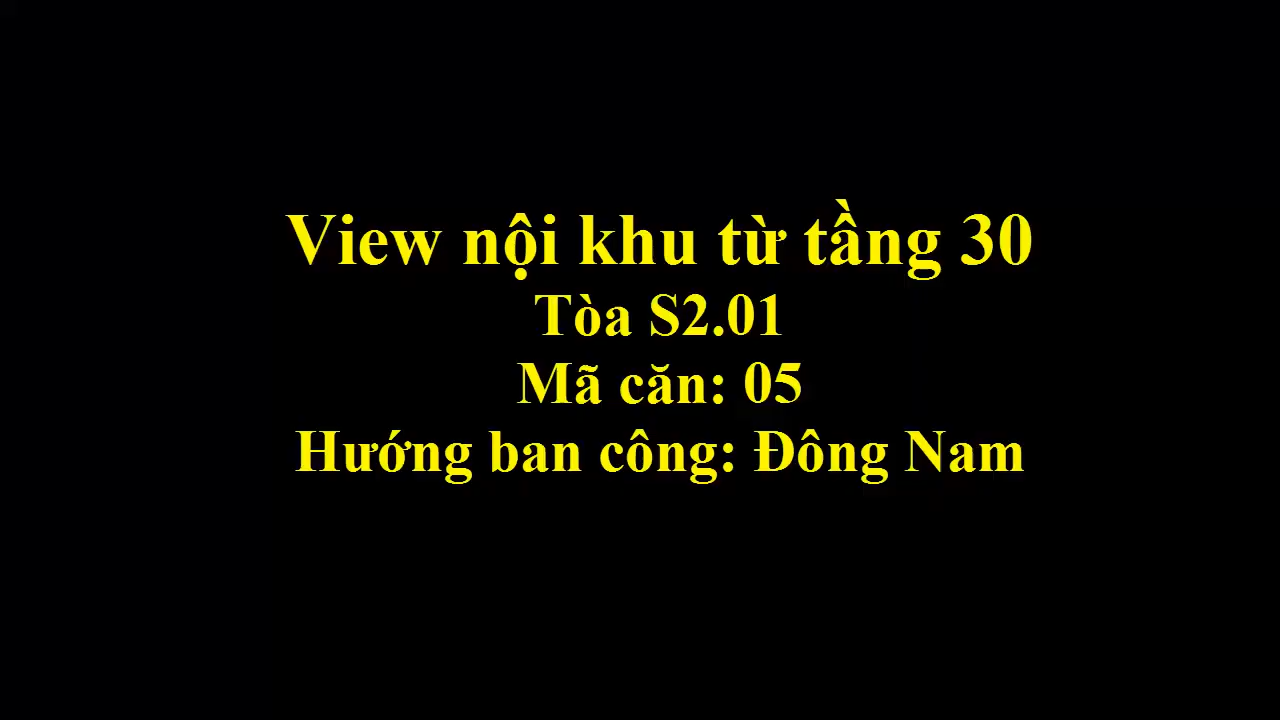 View nội khu từ tầng 30
Tòa S2.01
Mã căn: 05
Hướng ban công: Đông Nam